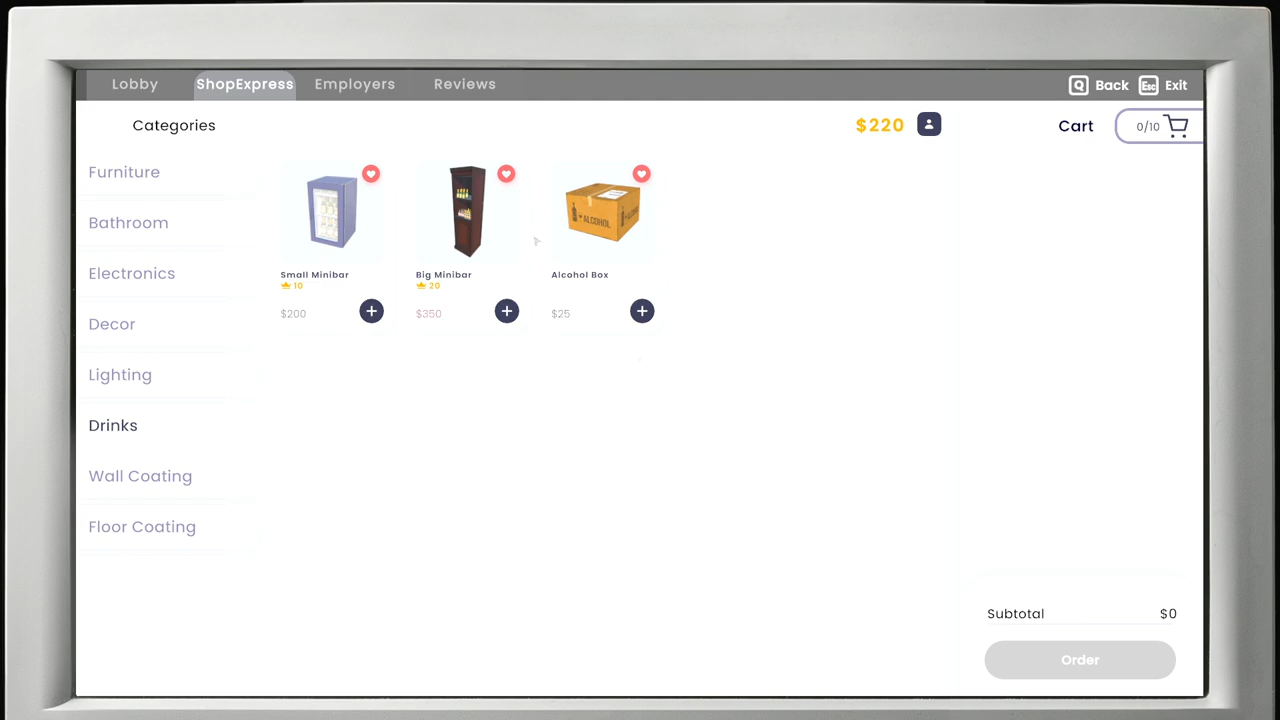 Lobby
ShopExpress
Employers
Reviews
Q Back Esc Exit
Categories
$220
Cart
0/10
Furniture
Bathroom
Electronics
Decor
Lighting
Drinks
Wall Coating
Floor Coating
Small Minibar
10
$200
Big Minibar
20
$350
ALCOHOL
Alcohol Box
$25
Subtotal $0
Order